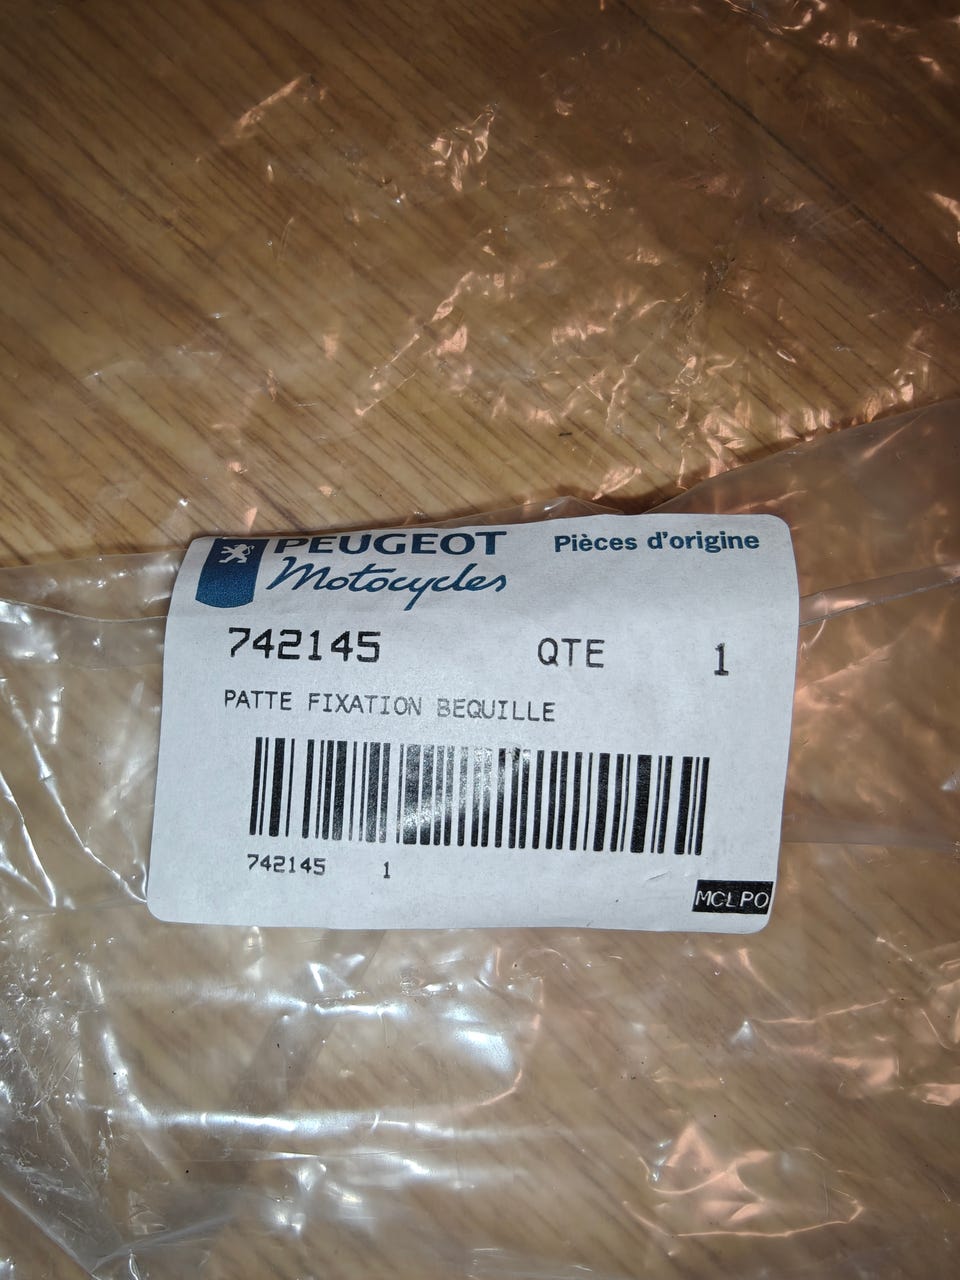 PEUGEOT Pièces d'origine
Motocycles
742145 QTE 1
PATTE FIXATION BEQUILLE
742145 1
MCLPO